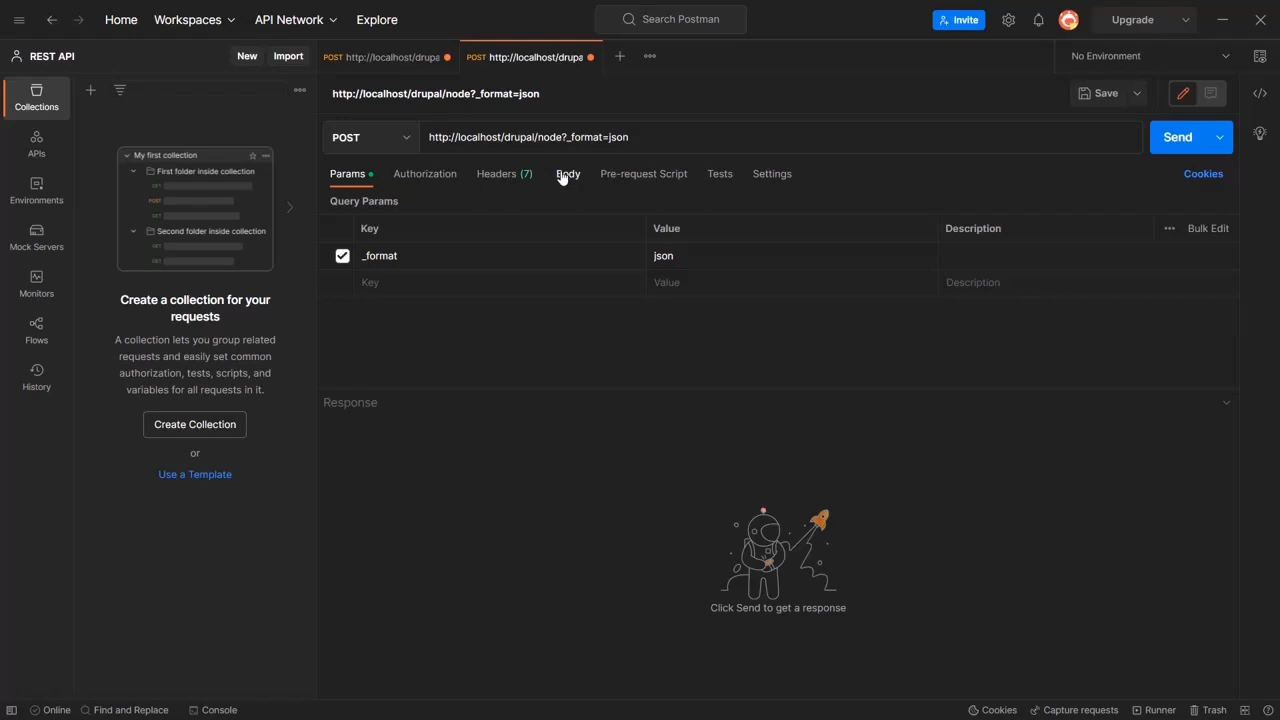 Home Workspaces API Network Explore Search Postman Invite Upgrade
REST API New Import POST http://localhost/drupa POST http://localhost/drupa No Environment
http://localhost/drupal/node?_format=json Save
Collections
POST http://localhost/drupal/node?_format=json Send
APIs
Params Authorization Headers (7) Body Pre-request Script Tests Settings Cookies
Environments
Query Params
Key Value Description Bulk Edit
Mock Servers
_format json
Key Value Description
Monitors
Flows
History
My first collection
First folder inside collection
GET
POST
GET
Second folder inside collection
GET
GET
Create a collection for your
requests
A collection lets you group related
requests and easily set common
authorization, tests, scripts, and
variables for all requests in it.
Create Collection
or
Use a Template
Response
Click Send to get a response
Online Find and Replace Console Cookies Capture requests Runner Trash